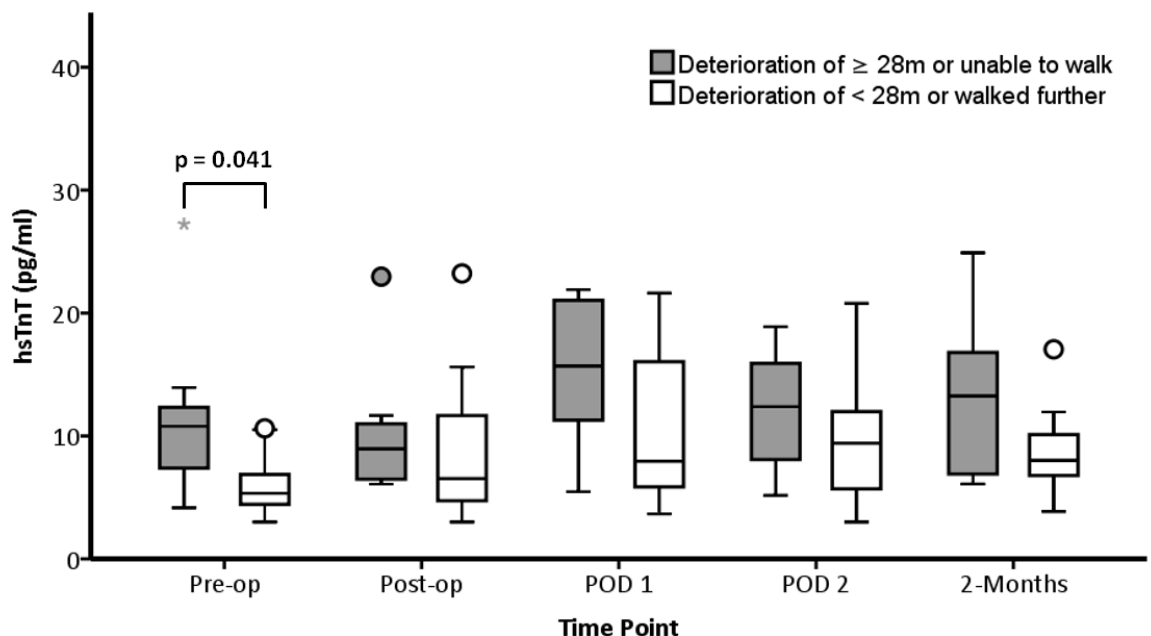 40
30
20
10
0
hsTnT (pg/ml)
Deterioration of ≥ 28m or unable to walk
Deterioration of < 28m or walked further
p = 0.041
*
Pre-op
Post-op
POD 1
POD 2
2-Months
Time Point